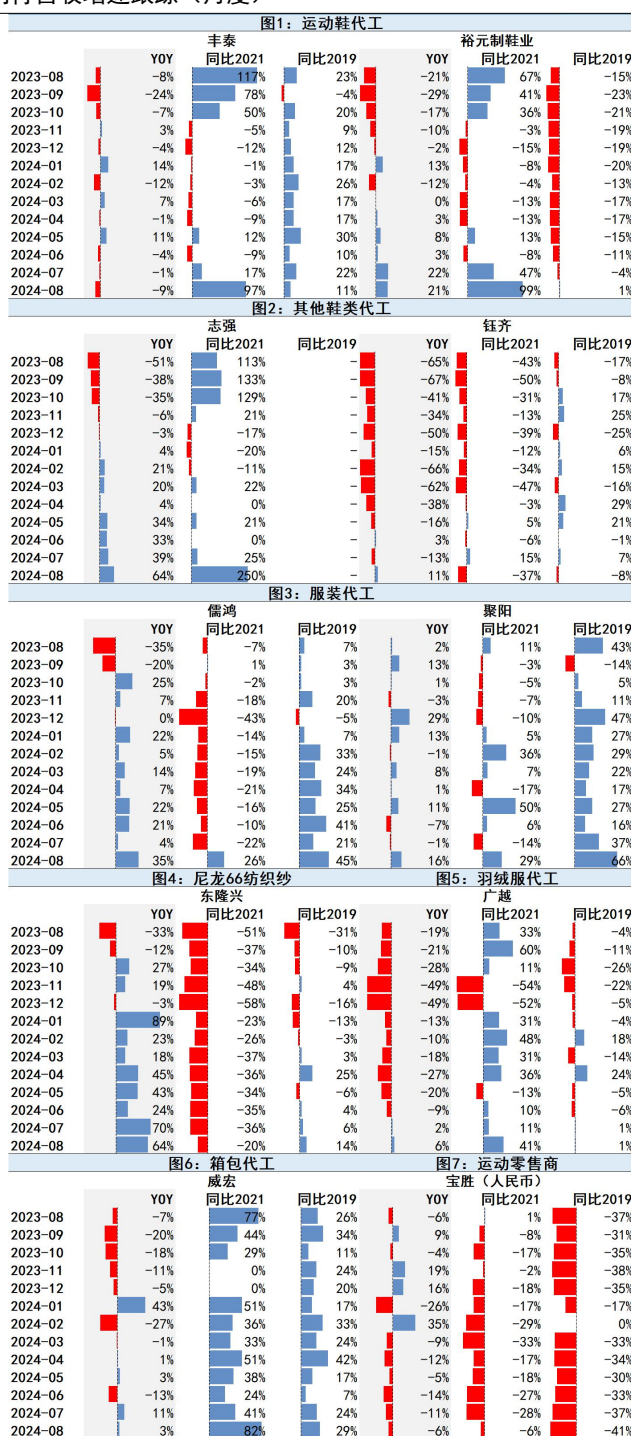 图1：运动鞋代工
丰泰 裕元制鞋业
YOY 同比2021 同比2019 YOY 同比2021 同比2019
2023-08 -8% 117% 23% -21% 67% -15%
2023-09 -24% 78% -4% -29% 41% -23%
2023-10 -7% 50% 20% -17% 36% -21%
2023-11 3% -5% 9% -10% -3% -19%
2023-12 -4% -12% 12% -2% -15% -19%
2024-01 14% -1% 17% 13% -8% -20%
2024-02 -12% -3% 26% -12% -4% -13%
2024-03 7% -6% 17% 0% -13% -17%
2024-04 -1% -9% 17% 3% -13% -17%
2024-05 11% 12% 30% 8% 13% -15%
2024-06 -4% -9% 10% 3% -8% -11%
2024-07 -1% 17% 22% 22% 47% -4%
2024-08 -9% 97% 11% 21% 99% 1%
图2：其他鞋类代工
志强 钰齐
YOY 同比2021 同比2019 YOY 同比2021 同比2019
2023-08 -51% 113% - -65% -43% -17%
2023-09 -38% 133% - -67% -50% -8%
2023-10 -35% 129% - -41% -31% 17%
2023-11 -6% 21% - -34% -13% 25%
2023-12 -3% -17% - -50% -39% -25%
2024-01 4% -20% - -15% -12% 6%
2024-02 21% -11% - -66% -34% 15%
2024-03 20% 22% - -62% -47% -16%
2024-04 4% 0% - -38% -3% 29%
2024-05 34% 21% - -16% 5% 21%
2024-06 33% 0% - 3% -6% -1%
2024-07 39% 25% - -13% 15% 7%
2024-08 64% 250% - 11% -37% -8%
图3：服装代工
儒鸿 聚阳
YOY 同比2021 同比2019 YOY 同比2021 同比2019
2023-08 -35% -7% 7% 2% 11% 43%
2023-09 -20% 1% 3% 13% -3% -14%
2023-10 25% -2% 3% 1% -5% 5%
2023-11 7% -18% 20% -3% -7% 11%
2023-12 0% -43% -5% 29% -10% 47%
2024-01 22% -14% 7% 13% 5% 27%
2024-02 5% -15% 33% -1% 36% 29%
2024-03 14% -19% 24% 8% 7% 22%
2024-04 7% -21% 34% 1% -17% 17%
2024-05 22% -16% 25% 11% 50% 27%
2024-06 21% -10% 41% -7% 6% 16%
2024-07 4% -22% 21% -1% -14% 37%
2024-08 35% 26% 45% 16% 29% 66%
图4：尼龙66纺织纱 图5：羽绒服代工
东隆兴 广越
YOY 同比2021 同比2019 YOY 同比2021 同比2019
2023-08 -33% -51% -31% -19% 33% -4%
2023-09 -12% -37% -10% -21% 60% -11%
2023-10 27% -34% -9% -28% 11% -26%
2023-11 19% -48% 4% -49% -54% -22%
2023-12 -3% -58% -16% -49% -52% -5%
2024-01 89% -23% -13% -13% 31% -4%
2024-02 23% -26% -3% -10% 48% 18%
2024-03 18% -37% 3% -18% 31% -14%
2024-04 45% -36% 25% -27% 36% 24%
2024-05 43% -34% -6% -20% -13% -5%
2024-06 24% -35% 4% -9% 10% -6%
2024-07 70% -36% 6% 2% 11% 1%
2024-08 64% -20% 14% 6% 41% 1%
图6：箱包代工 图7：运动零售商
威宏 宝胜（人民币）
YOY 同比2021 同比2019 YOY 同比2021 同比2019
2023-08 -7% 77% 26% -6% 1% -37%
2023-09 -20% 44% 34% 9% -8% -31%
2023-10 -18% 29% 11% -4% -17% -35%
2023-11 -11% 0% 24% 19% -2% -38%
2023-12 -5% 0% 20% 16% -18% -35%
2024-01 43% 51% 17% -26% -17% -17%
2024-02 -27% 36% 33% 35% -29% 0%
2024-03 -1% 33% 24% -9% -33% -33%
2024-04 1% 51% 42% -12% -17% -34%
2024-05 3% 38% 17% -5% -18% -30%
2024-06 -13% 24% 7% -14% -27% -33%
2024-07 11% 41% 24% -11% -28% -37%
2024-08 3% 82% 29% -6% -6% -41%